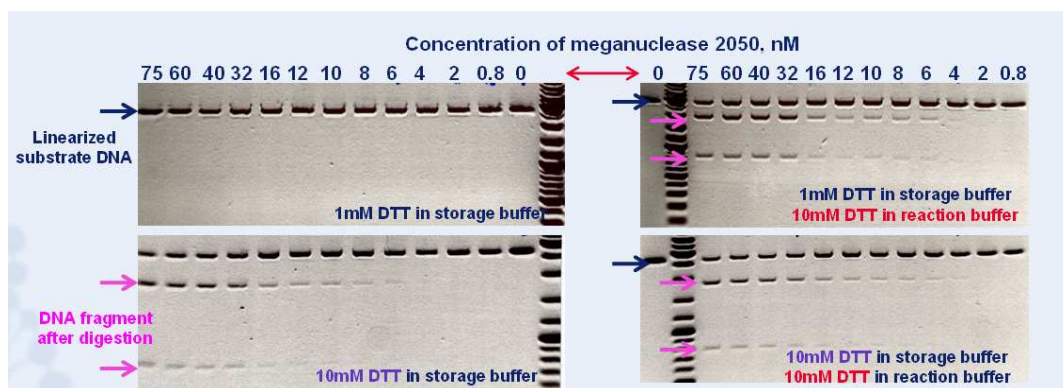 Concentration of meganuclease 2050, nM
75 60 40 32 16 12 10 8 6 4 2 0.8 0
0 75 60 40 32 16 12 10 8 6 4 2 0.8
Linearized
substrate DNA
1mM DTT in storage buffer
1mM DTT in storage buffer
10mM DTT in reaction buffer
DNA fragment
after digestion
10mM DTT in storage buffer
10mM DTT in storage buffer
10mM DTT in reaction buffer